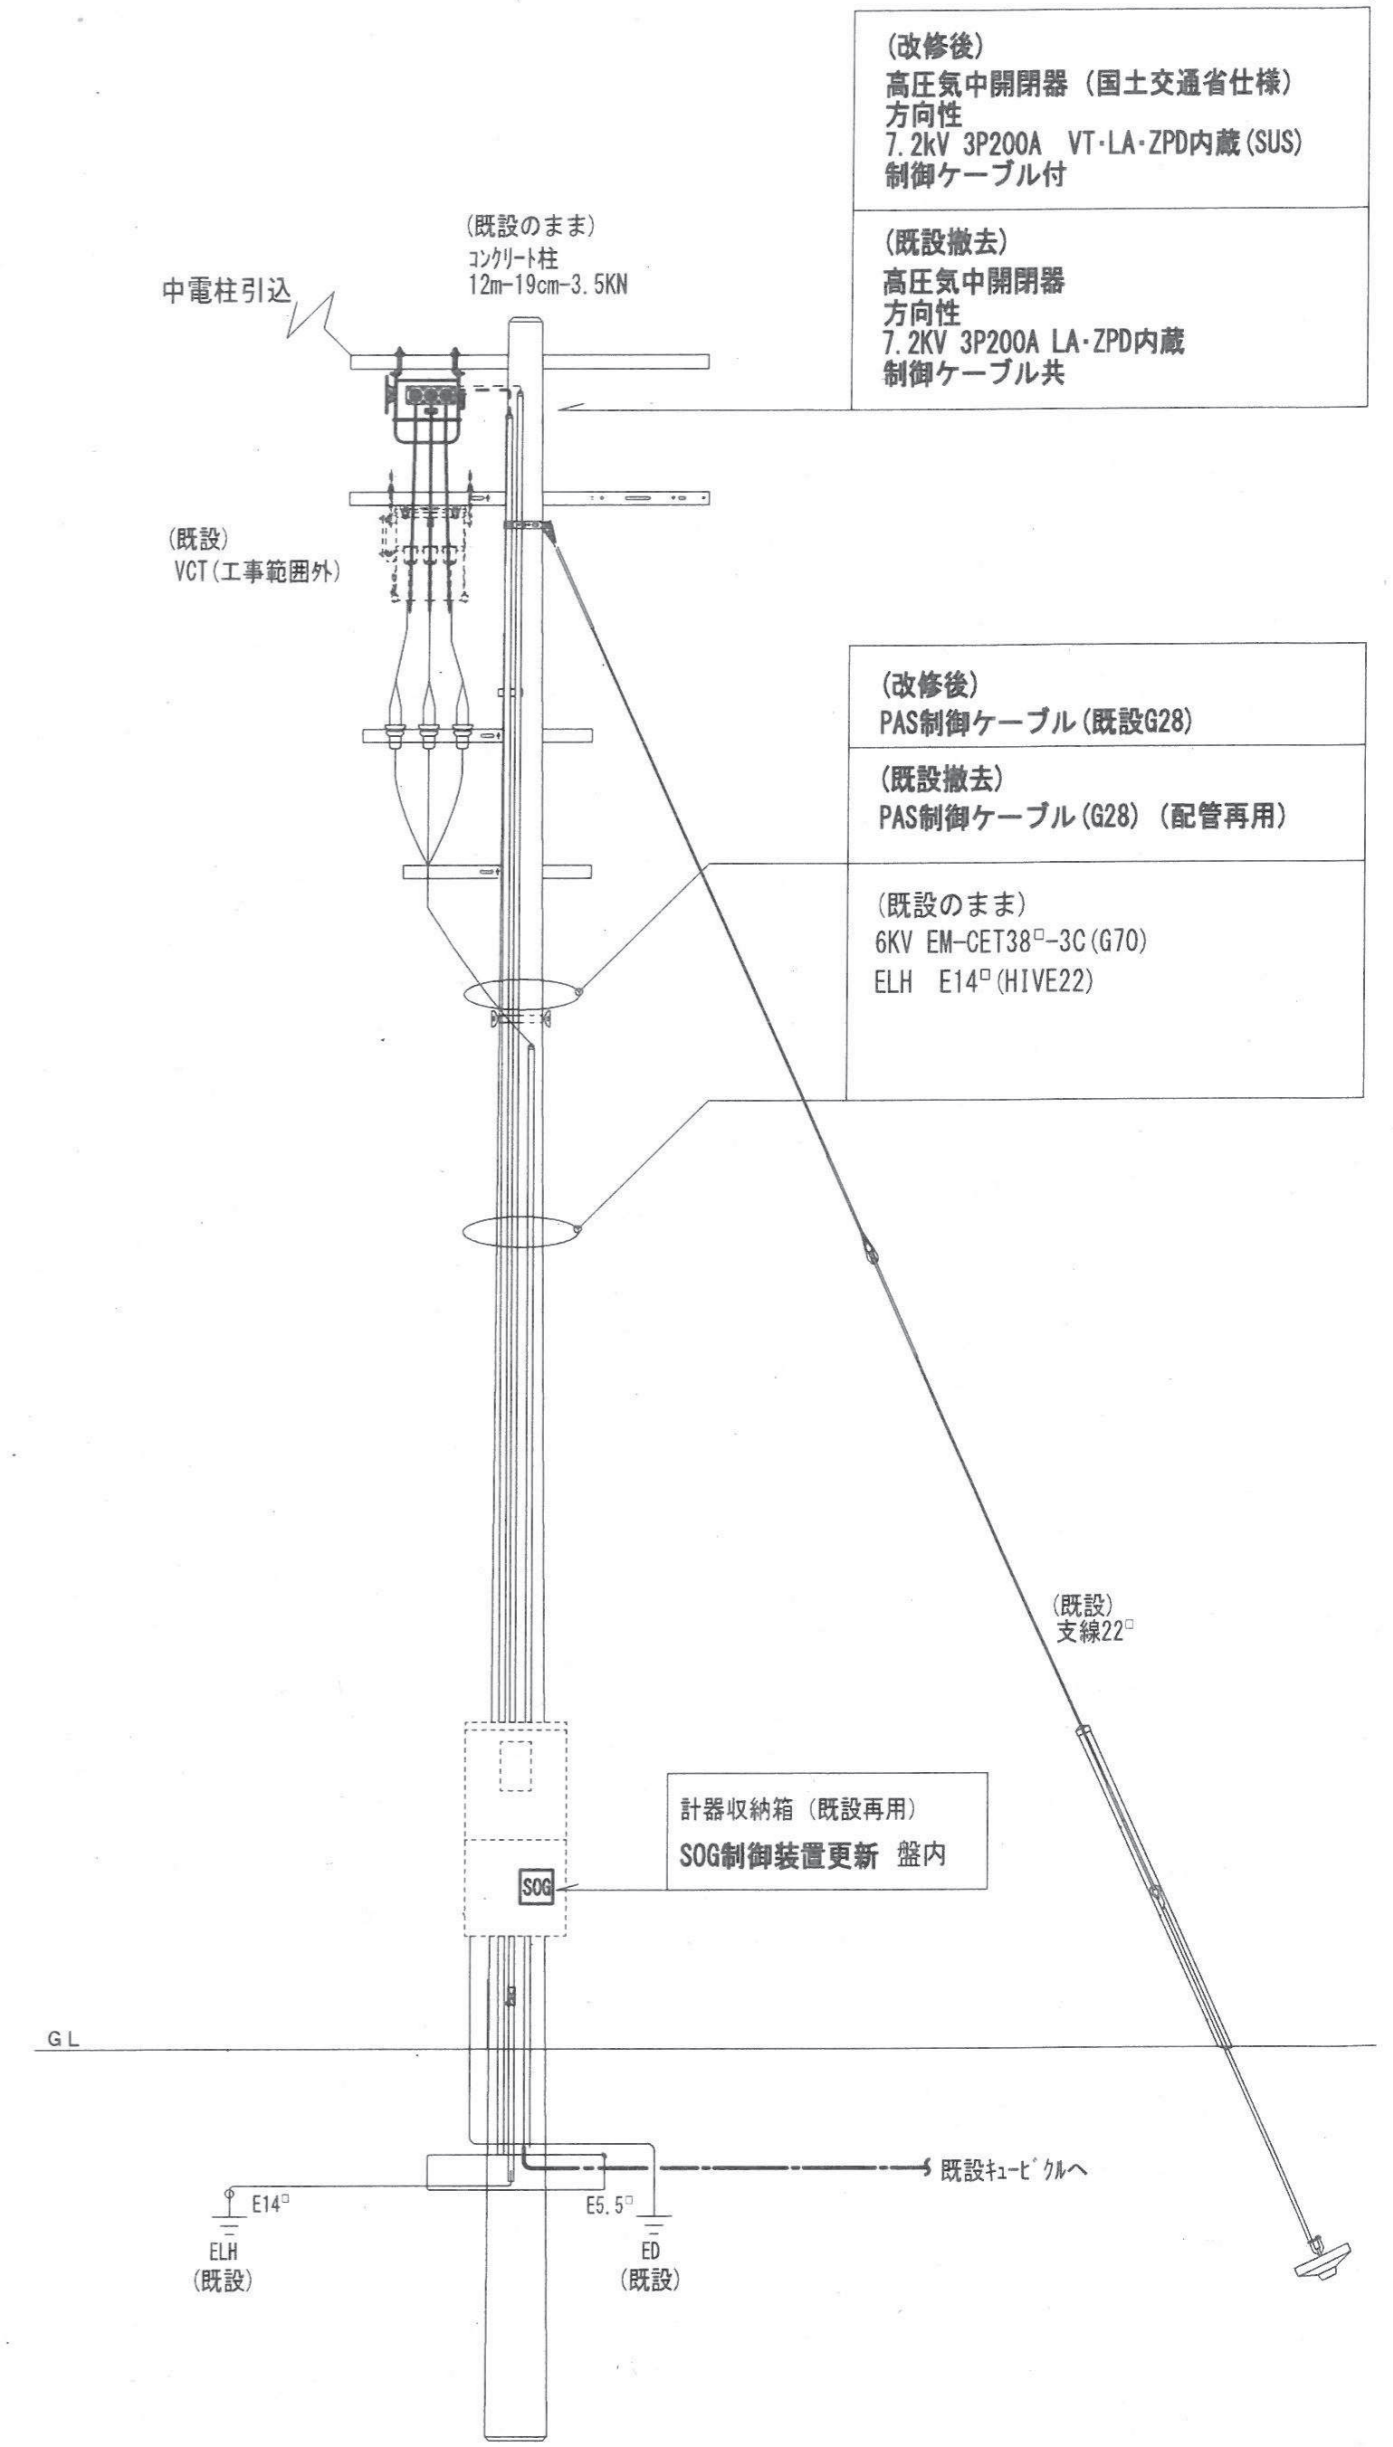 (改修後)
高圧気中開閉器 (国土交通省仕様)
方向性
7.2kV 3P200A VT･LA･ZPD内蔵(SUS)
制御ケーブル付
(既設撤去)
高圧気中開閉器
方向性
7.2KV 3P200A LA･ZPD内蔵
制御ケーブル共
(既設のまま)
コンクリート柱
12m-19cm-3.5KN
中電柱引込
(既設)
VCT(工事範囲外)
(改修後)
PAS制御ケーブル(既設G28)
(既設撤去)
PAS制御ケーブル(G28) (配管再用)
(既設のまま)
6KV EM-CET38□-3C(G70)
ELH E14□(HIVE22)
(既設)
支線22□
計器収納箱 (既設再用)
SOG制御装置更新 盤内
SOG
GL
既設キュービクルへ
E14□
E5.5□
ELH
(既設)
ED
(既設)